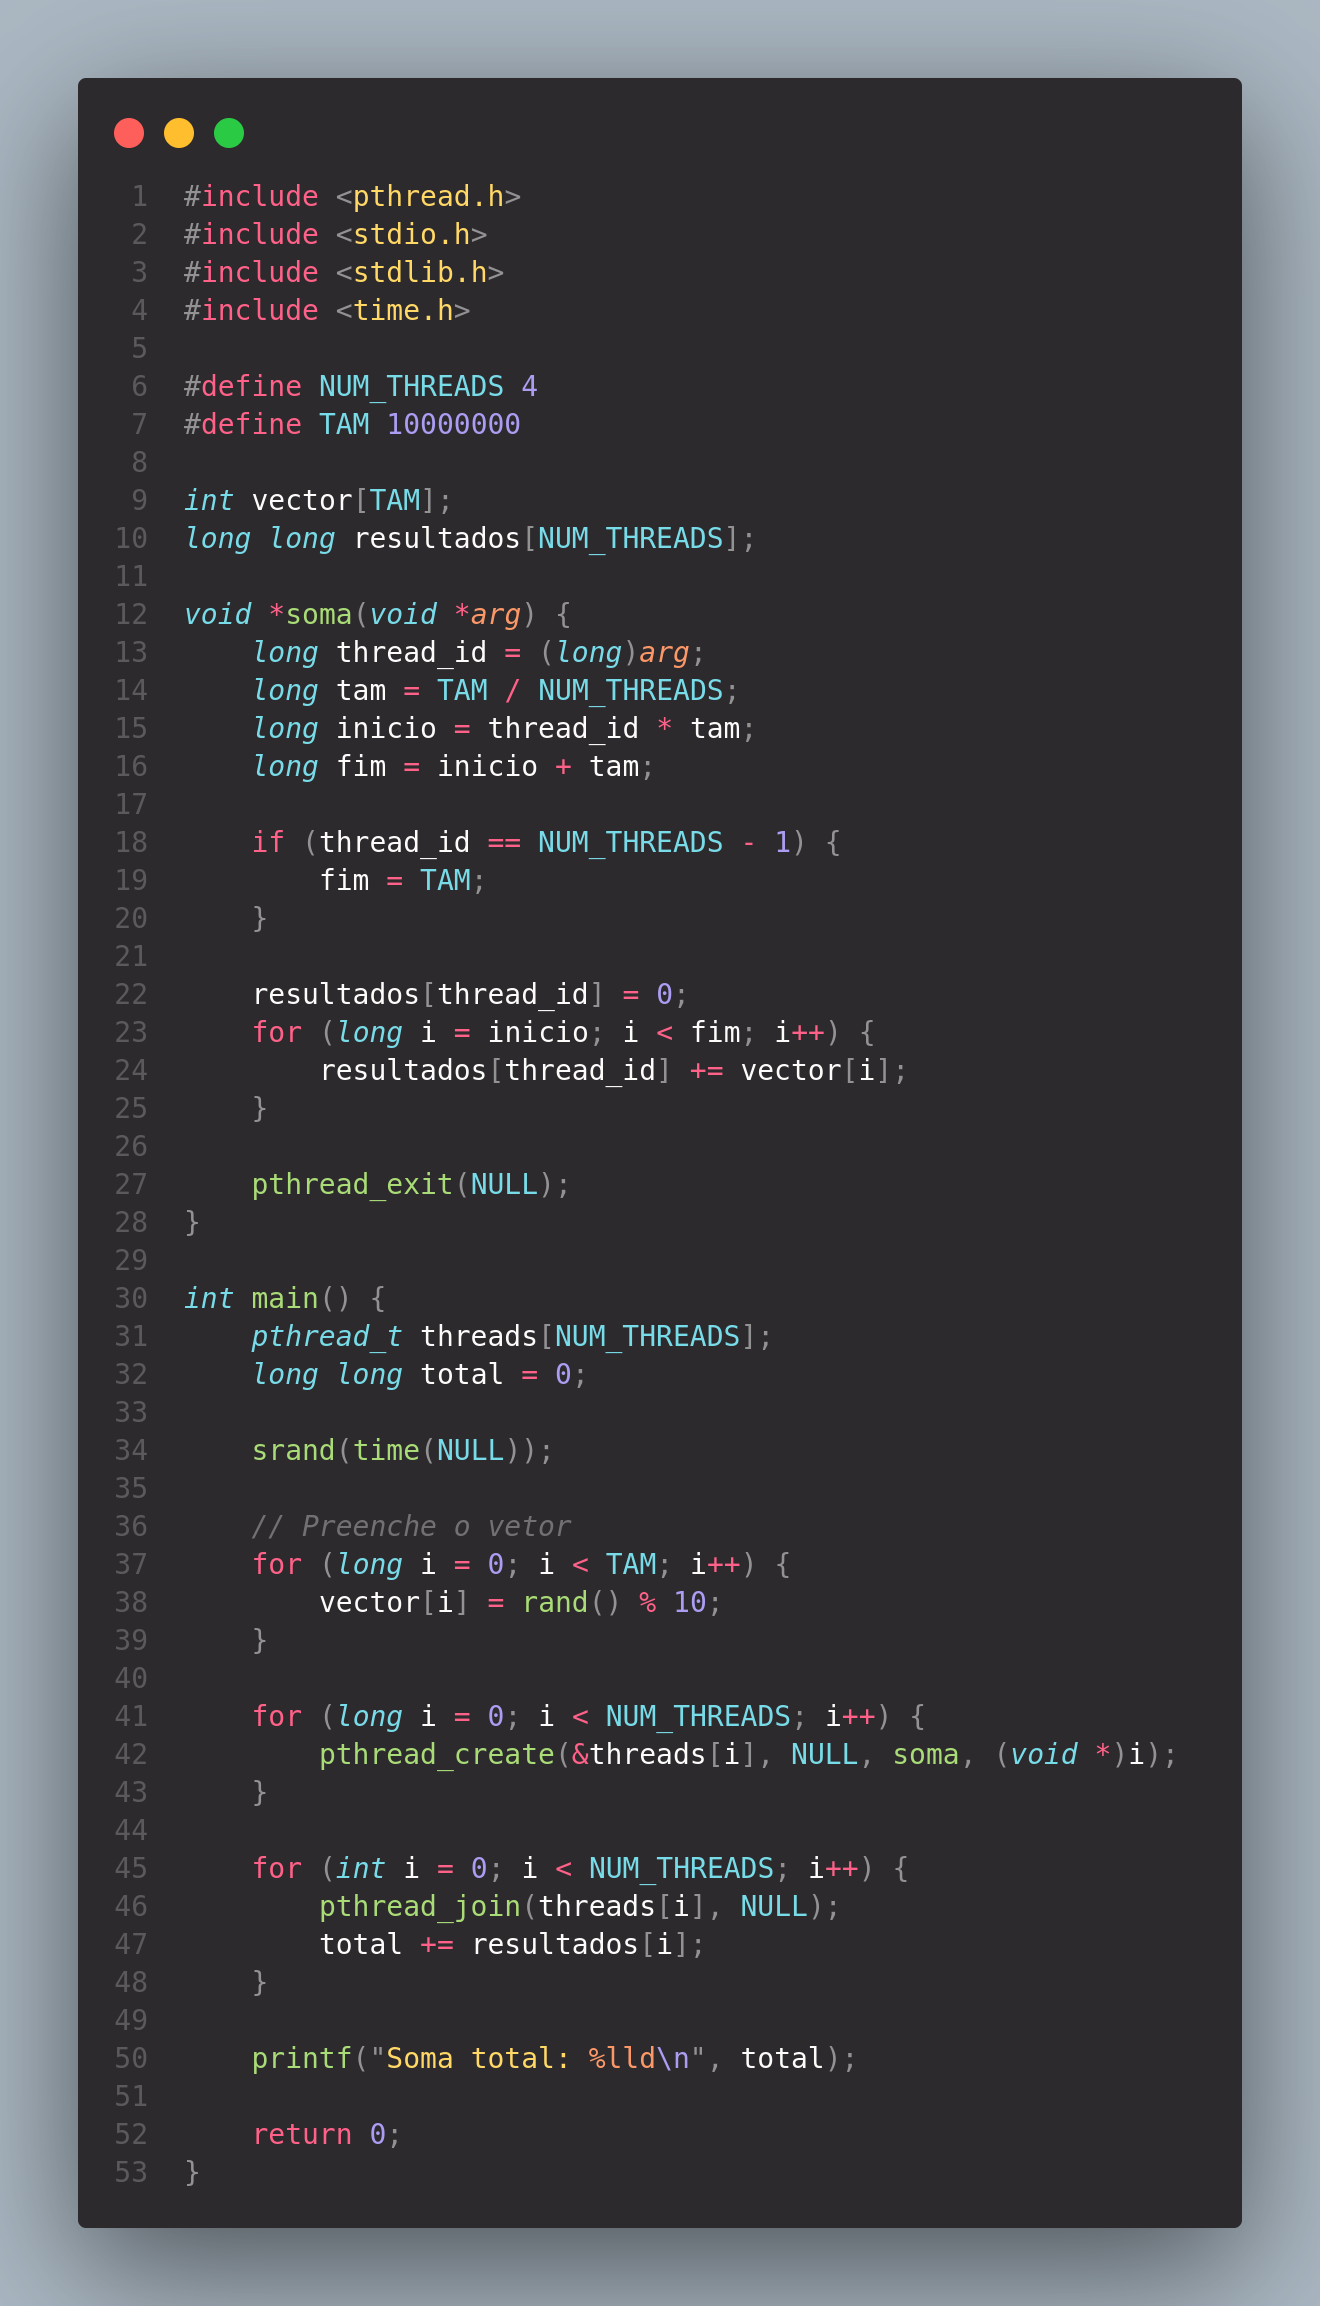 1 #include <pthread.h>
2 #include <stdio.h>
3 #include <stdlib.h>
4 #include <time.h>
5
6 #define NUM_THREADS 4
7 #define TAM 10000000
8
9 int vector[TAM];
10 long long resultados[NUM_THREADS];
11
12 void *soma(void *arg) {
13     long thread_id = (long)arg;
14     long tam = TAM / NUM_THREADS;
15     long inicio = thread_id * tam;
16     long fim = inicio + tam;
17
18     if (thread_id == NUM_THREADS - 1) {
19         fim = TAM;
20     }
21
22     resultados[thread_id] = 0;
23     for (long i = inicio; i < fim; i++) {
24         resultados[thread_id] += vector[i];
25     }
26
27     pthread_exit(NULL);
28 }
29
30 int main() {
31     pthread_t threads[NUM_THREADS];
32     long long total = 0;
33
34     srand(time(NULL));
35
36     // Preenche o vetor
37     for (long i = 0; i < TAM; i++) {
38         vector[i] = rand() % 10;
39     }
40
41     for (long i = 0; i < NUM_THREADS; i++) {
42         pthread_create(&threads[i], NULL, soma, (void *)i);
43     }
44
45     for (int i = 0; i < NUM_THREADS; i++) {
46         pthread_join(threads[i], NULL);
47         total += resultados[i];
48     }
49
50     printf("Soma total: %lld\n", total);
51
52     return 0;
53 }